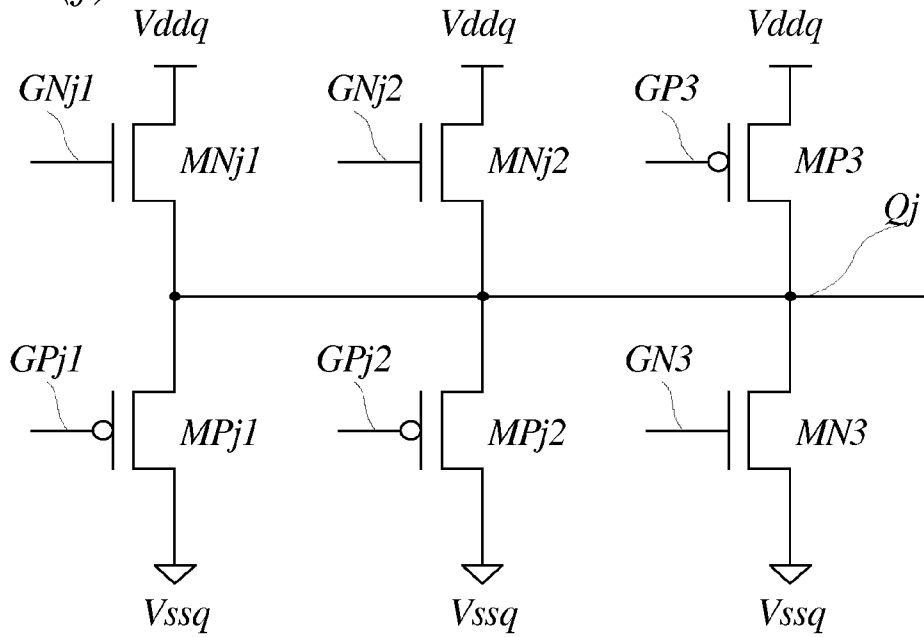 Vddq Vddq Vddq
GNj1 GNj2 GP3
MNj1 MNj2 MP3
Qj
GPj1 GPj2 GN3
MPj1 MPj2 MN3
Vssq Vssq Vssq